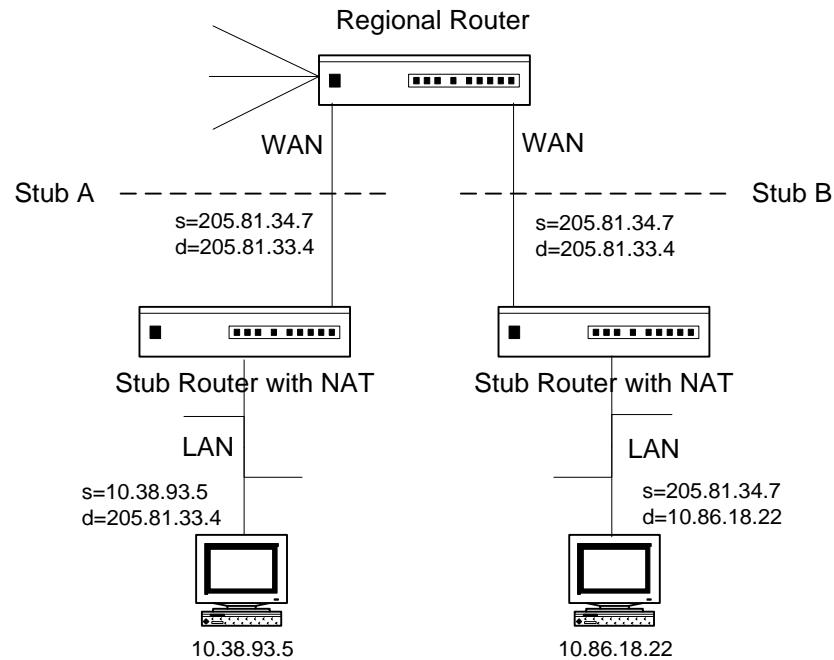 Regional Router
WAN
WAN
Stub A
Stub B
s=205.81.34.7
d=205.81.33.4
s=205.81.34.7
d=205.81.33.4
Stub Router with NAT
Stub Router with NAT
LAN
LAN
s=10.38.93.5
d=205.81.33.4
s=205.81.34.7
d=10.86.18.22
10.38.93.5
10.86.18.22